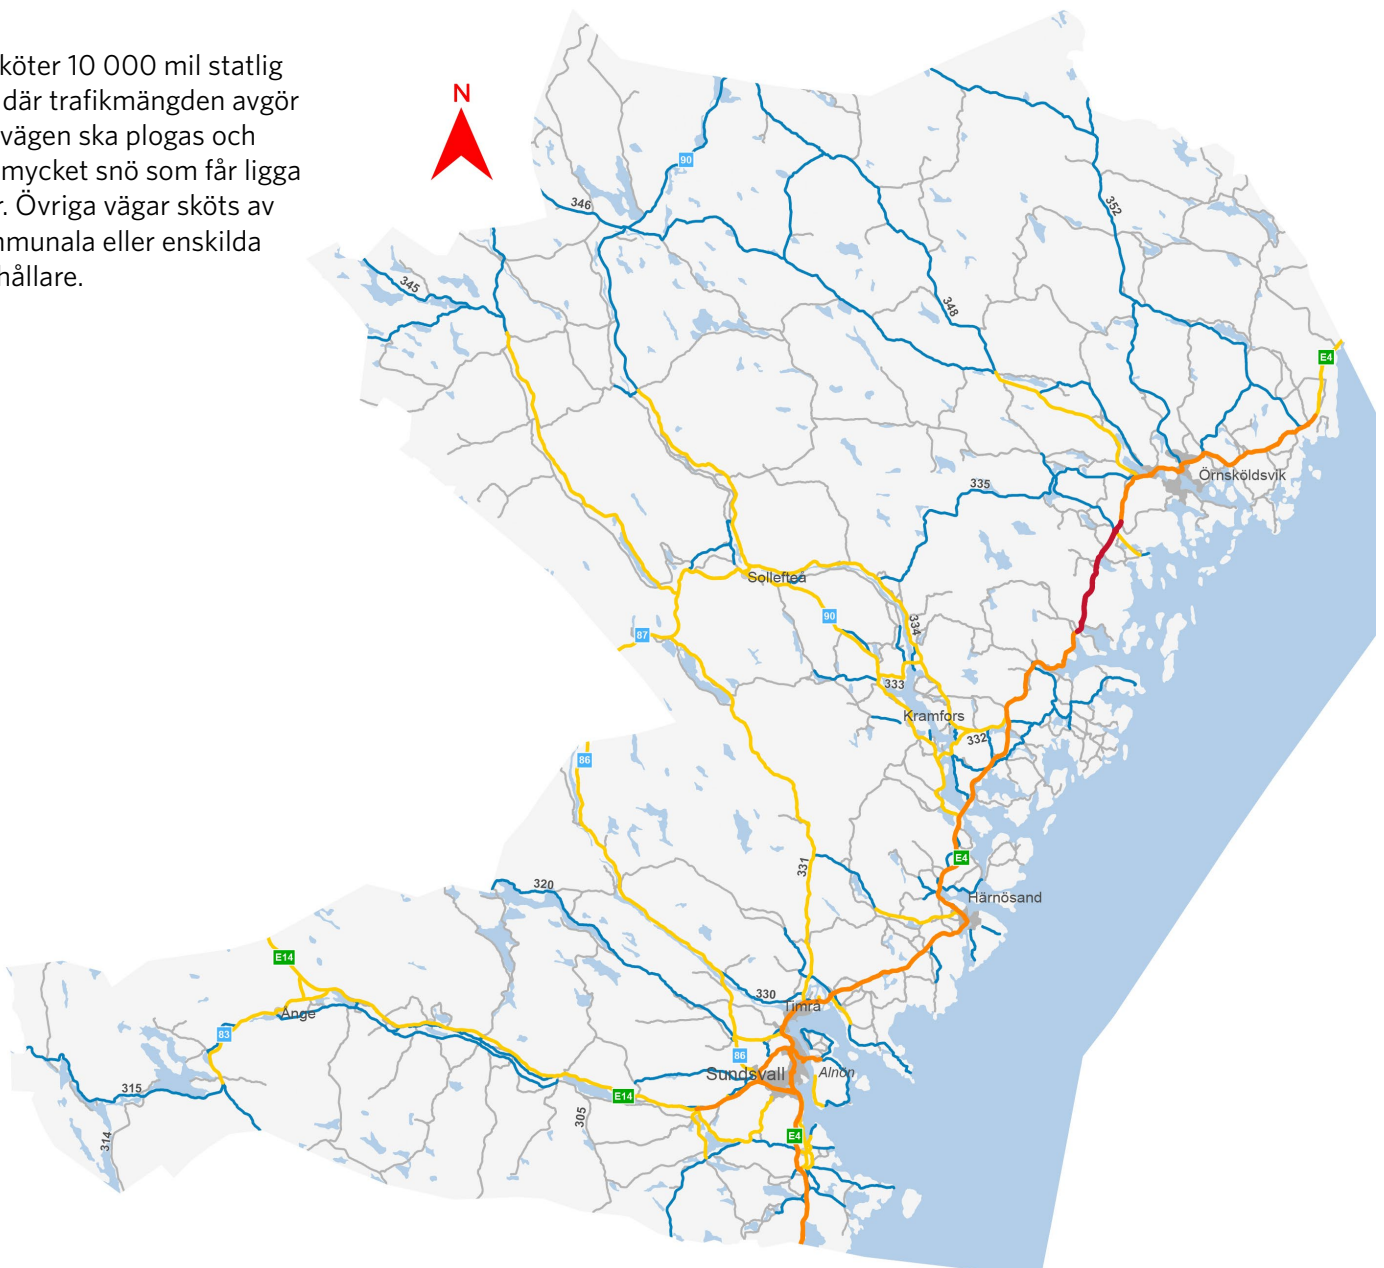 köter 10 000 mil statlig
där trafikmängden avgör
vägen ska plogas och
mycket snö som får ligga
r. Övriga vägar sköts av
mmunala eller enskilda
hållare.
N
90
346
352
345
348
E4
335
Örnsköldsvik
Sollefteå
90
334
87
333
Kramfors
332
86
331
E4
320
Härnösand
E14
330
Timrå
Ånge
83
86
Sundsvall
Alnön
315
E14
305
E4
314